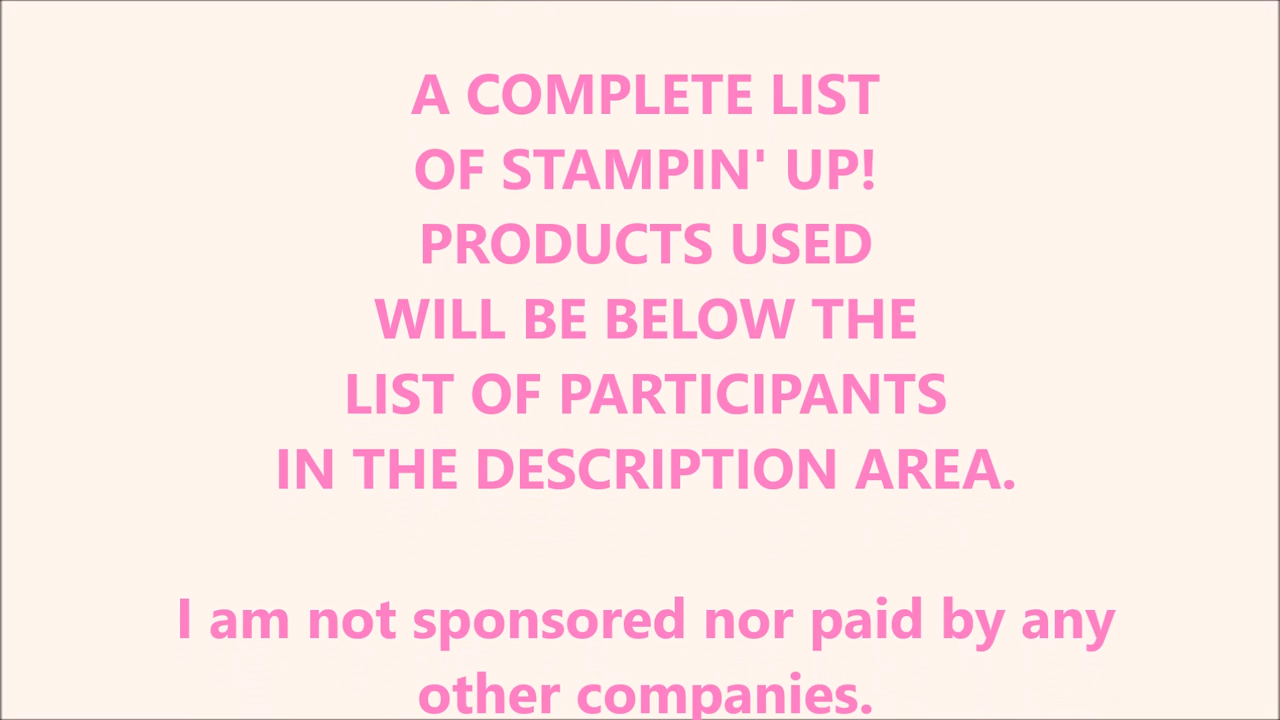 A COMPLETE LIST
OF STAMPIN' UP!
PRODUCTS USED
WILL BE BELOW THE
LIST OF PARTICIPANTS
IN THE DESCRIPTION AREA.
I am not sponsored nor paid by any
other companies.